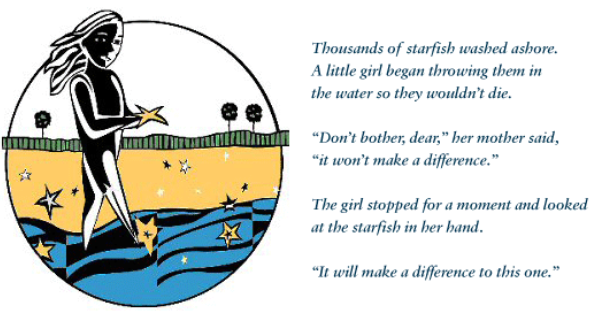 Thousands of starfish washed ashore.
A little girl began throwing them in
the water so they wouldn't die.
“Don't bother, dear,” her mother said,
“it won't make a difference.”
The girl stopped for a moment and looked
at the starfish in her hand.
“It will make a difference to this one.”